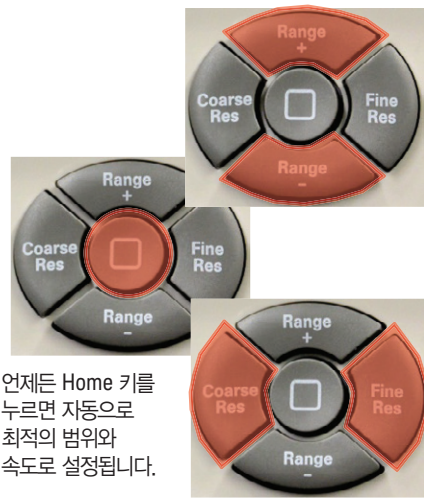 Range
+
Coarse
Res
Fine
Res
Range
-
Range
+
Coarse
Res
Fine
Res
Range
-
언제든 Home 키를
누르면 자동으로
최적의 범위와
속도로 설정됩니다.
Range
+
Coarse
Res
Fine
Res
Range
-